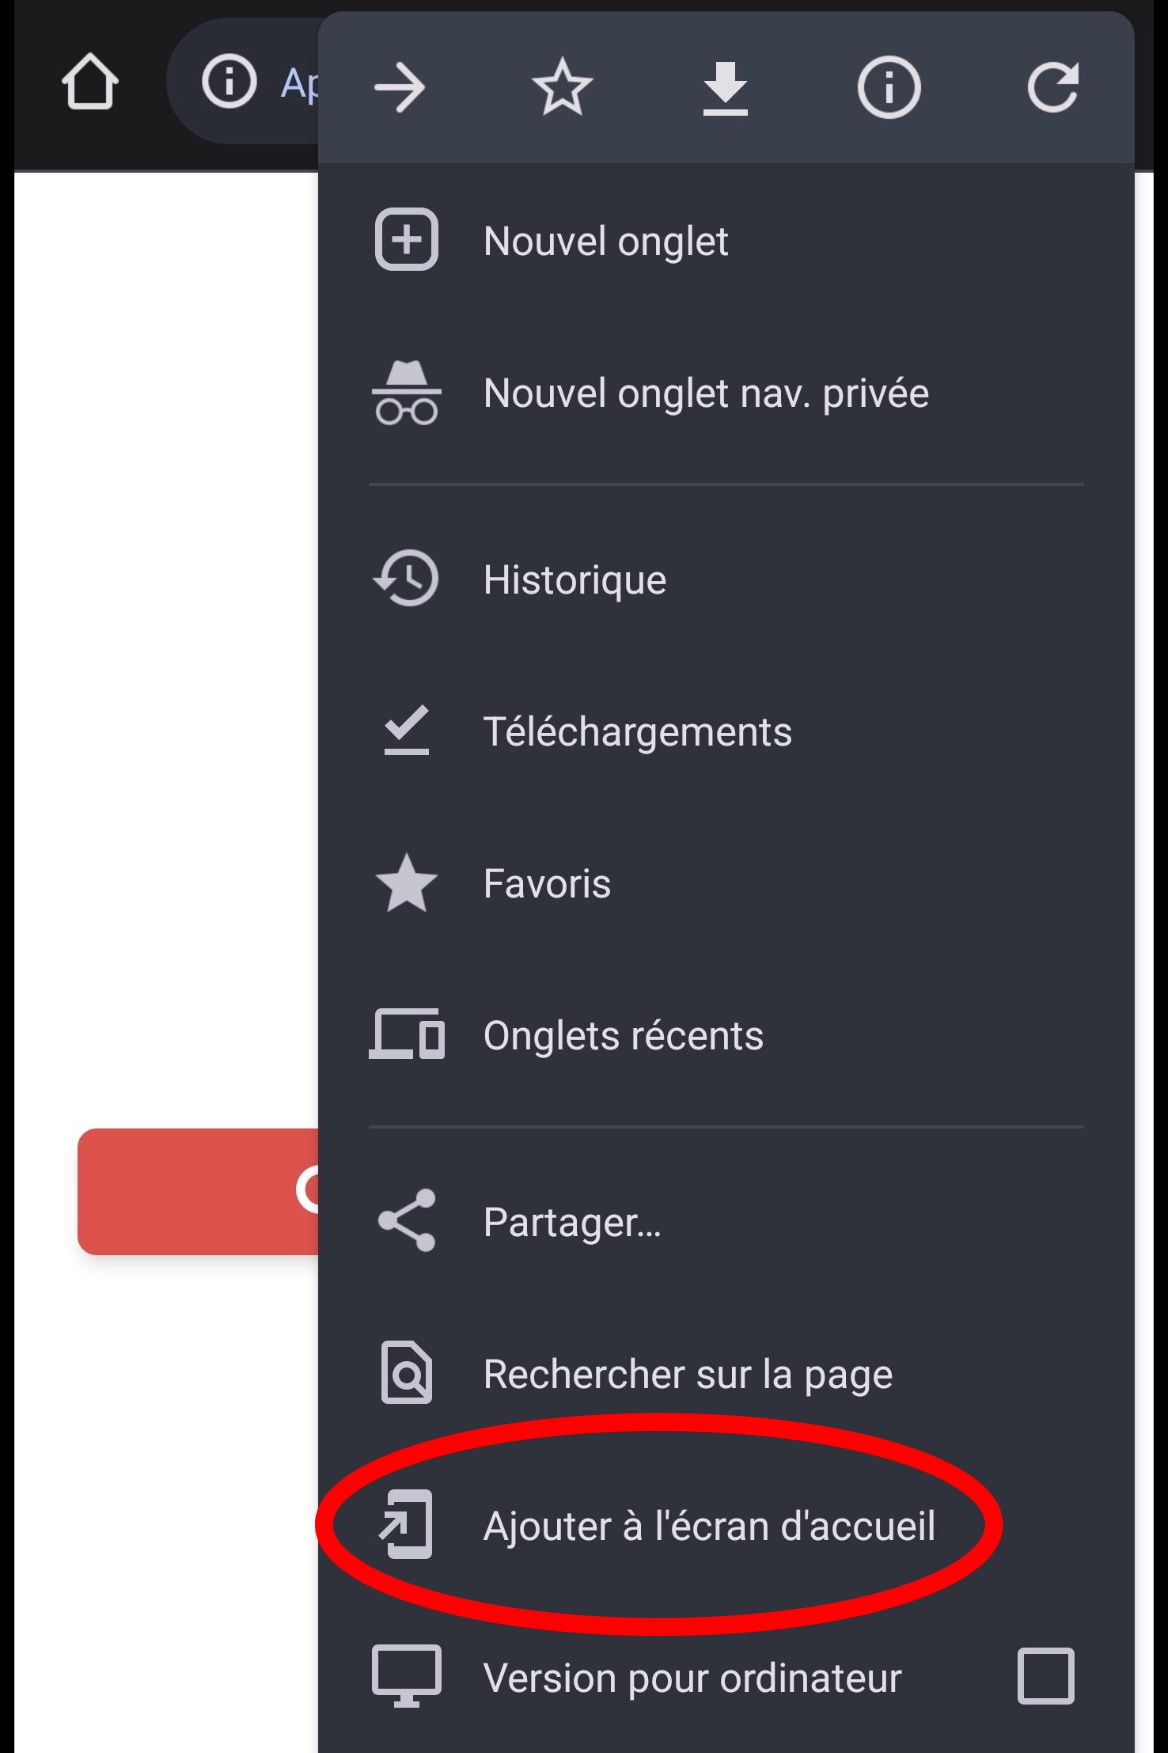 Ap
Nouvel onglet
Nouvel onglet nav. privée
Historique
Téléchargements
Favoris
Onglets récents
Partager...
Rechercher sur la page
Ajouter à l'écran d'accueil
Version pour ordinateur